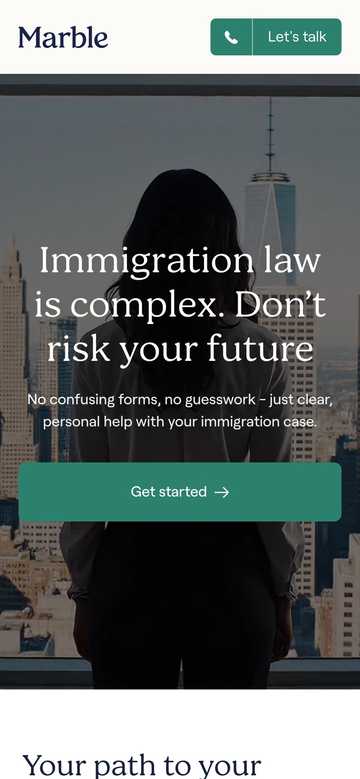 Marble
Let's talk
Immigration law
is complex. Don't
risk your future
No confusing forms, no guesswork – just clear,
personal help with your immigration case.
Get started →
Your path to your